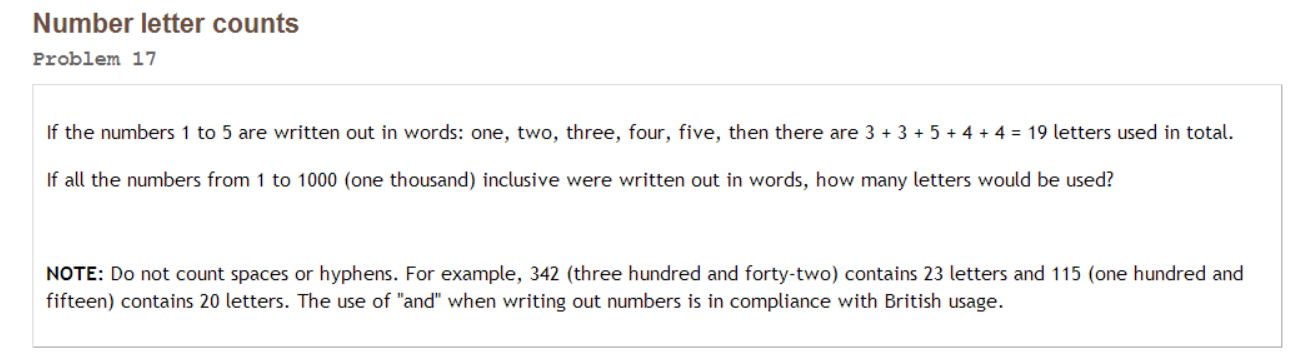 Number letter counts
Problem 17
If the numbers 1 to 5 are written out in words: one, two, three, four, five, then there are 3 + 3 + 5 + 4 + 4 = 19 letters used in total.
If all the numbers from 1 to 1000 (one thousand) inclusive were written out in words, how many letters would be used?
NOTE: Do not count spaces or hyphens. For example, 342 (three hundred and forty-two) contains 23 letters and 115 (one hundred and
fifteen) contains 20 letters. The use of "and" when writing out numbers is in compliance with British usage.